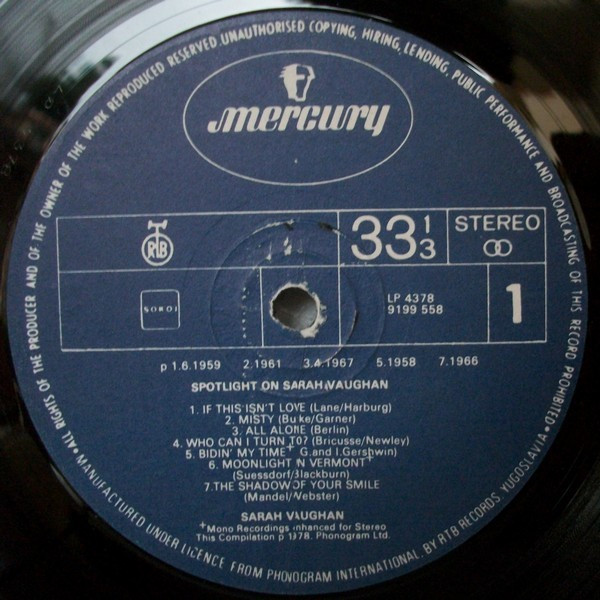 • ALL RIGHTS OF THE PRODUCER AND OF THE OWNER OF THE WORK REPRODUCED RESERVED. UNAUTHORISED COPYING, HIRING, LENDING, PUBLIC PERFORMANCE AND BROADCASTING OF THIS RECORD PROHIBITED •
mercury
RTB
33 1/3
STEREO
SOKOJ
LP 4378
9199 558
1
p 1.6.1959 2.1961 3.4.1967 5.1958 7.1966
SPOTLIGHT ON SARAH VAUGHAN
1. IF THIS ISN'T LOVE (Lane/Harburg)
2. MISTY (Burke/Garner)
3. ALL ALONE (Berlin)
4. WHO CAN I TURN TO? (Bricusse/Newley)
5. BIDIN' MY TIME+ G.and I.Gershwin)
6. MOONLIGHT IN VERMONT+
(Suessdorf/Blackburn)
7.THE SHADOW OF YOUR SMILE
(Mandel/Webster)
SARAH VAUGHAN
+Mono Recordings enhanced for Stereo
This Compilation p 1978. Phonogram Ltd.
MANUFACTURED UNDER LICENCE FROM PHONOGRAM INTERNATIONAL. BY RTB RECORDS. YUGOSLAVIA